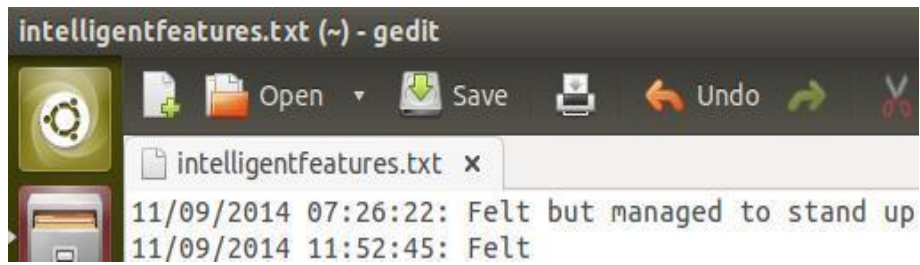 intelligentfeatures.txt (~) - gedit
Open Save Undo
intelligentfeatures.txt x
11/09/2014 07:26:22: Felt but managed to stand up
11/09/2014 11:52:45: Felt